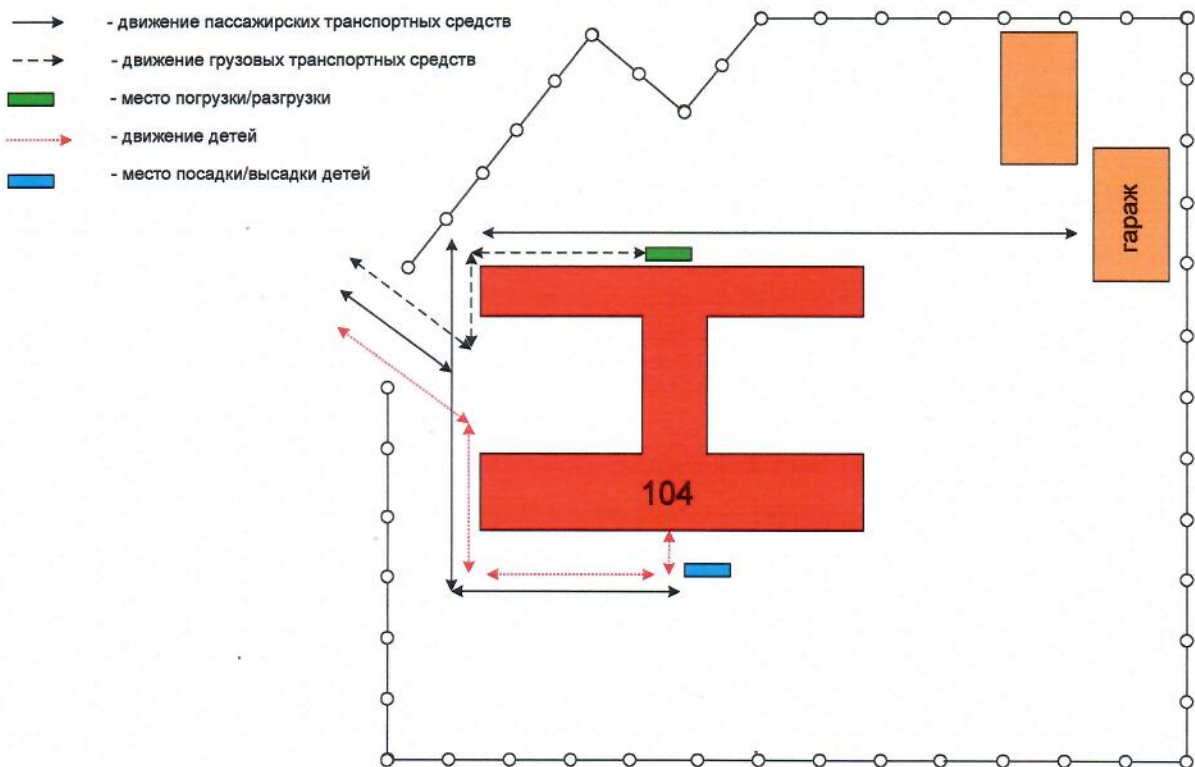 - движение пассажирских транспортных средств
- движение грузовых транспортных средств
- место погрузки/разгрузки
- движение детей
- место посадки/высадки детей
гараж
104